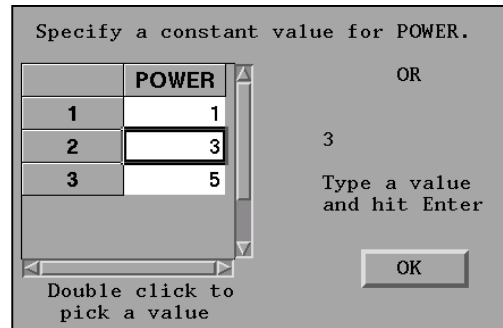 Specify a constant value for POWER.
POWER
1 1
2 3
3 5
Double click to
pick a value
OR
3
Type a value
and hit Enter
OK